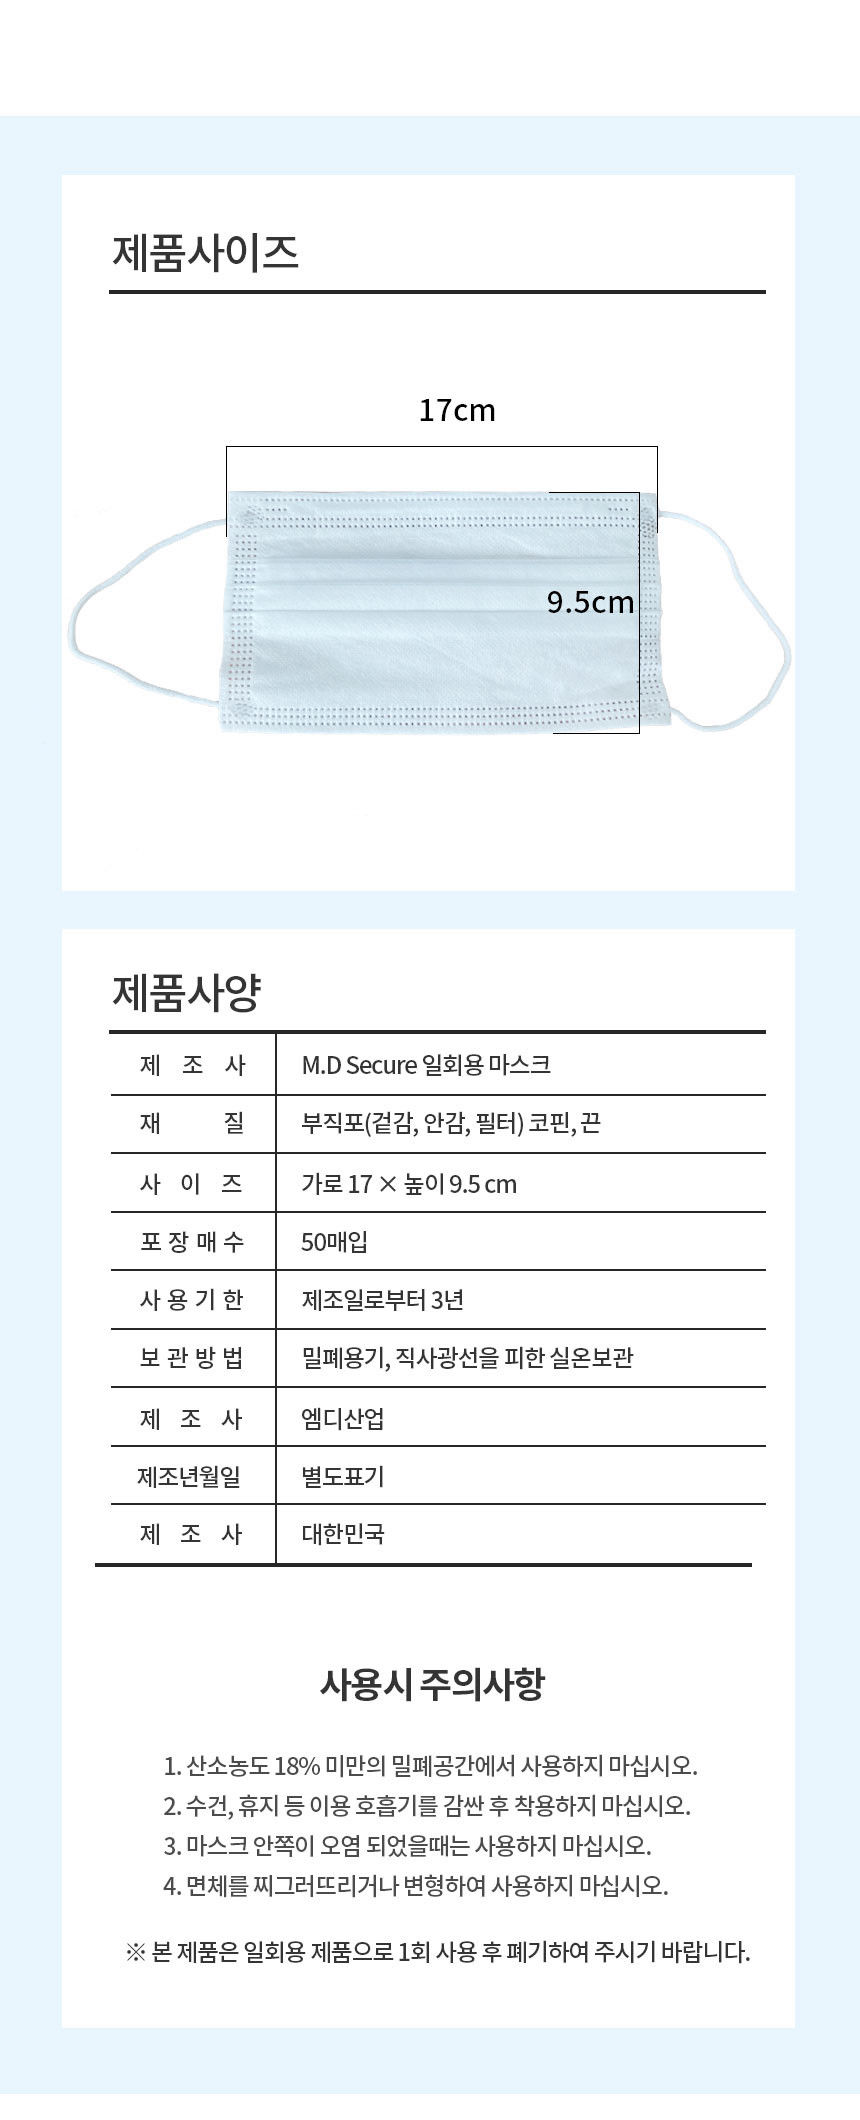 제품사이즈
17cm
9.5cm
제품사양
제 조 사 M.D Secure 일회용 마스크
재 질 부직포(겉감, 안감, 필터) 코핀, 끈
사 이 즈 가로 17 × 높이 9.5 cm
포 장 매 수 50매입
사 용 기 한 제조일로부터 3년
보 관 방 법 밀폐용기, 직사광선을 피한 실온보관
제 조 사 엠디산업
제조년월일 별도표기
제 조 사 대한민국
사용시 주의사항
1. 산소농도 18% 미만의 밀폐공간에서 사용하지 마십시오.
2. 수건, 휴지 등 이용 호흡기를 감싼 후 착용하지 마십시오.
3. 마스크 안쪽이 오염 되었을때는 사용하지 마십시오.
4. 면체를 찌그러뜨리거나 변형하여 사용하지 마십시오.
※ 본 제품은 일회용 제품으로 1회 사용 후 폐기하여 주시기 바랍니다.